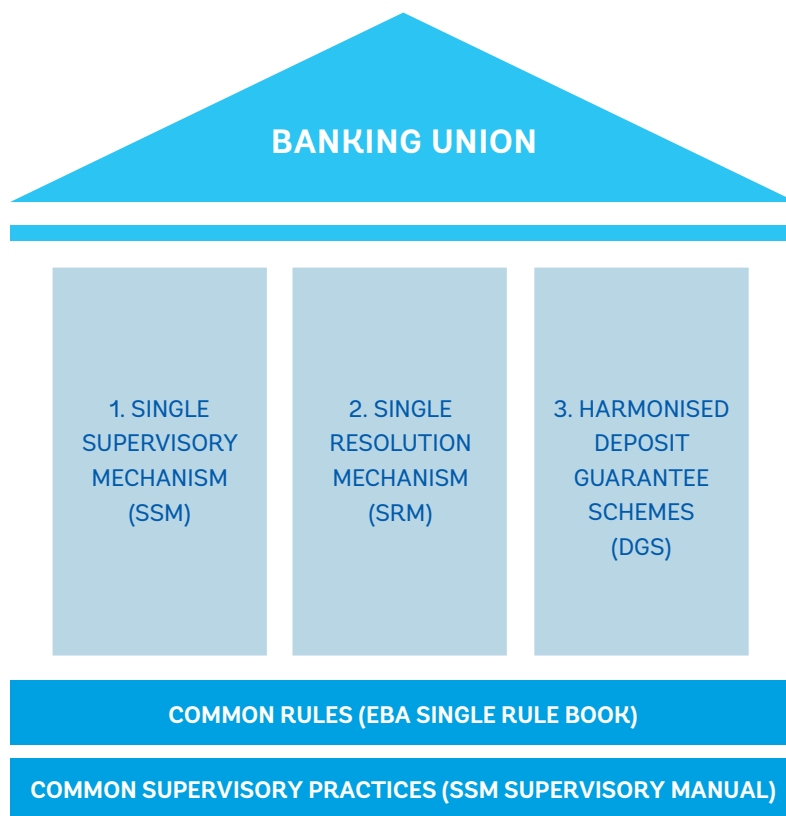 BANKING UNION
1. SINGLE
SUPERVISORY
MECHANISM
(SSM)
2. SINGLE
RESOLUTION
MECHANISM
(SRM)
3. HARMONISED
DEPOSIT
GUARANTEE
SCHEMES
(DGS)
COMMON RULES (EBA SINGLE RULE BOOK)
COMMON SUPERVISORY PRACTICES (SSM SUPERVISORY MANUAL)